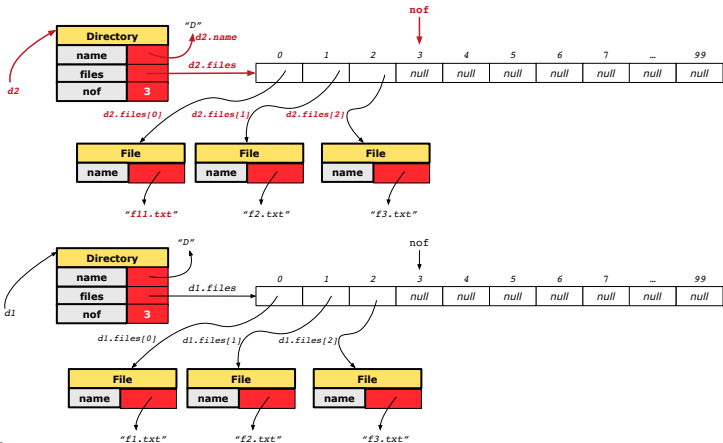 nof
Directory
"D"
d2.name
name
0 1 2 3 4 5 6 7 … 99
files
d2.files
null null null null null null null
d2
nof 3
d2.files[0] d2.files[1] d2.files[2]
File File File
name name name
"f11.txt" "f2.txt" "f3.txt"
"D"
nof
Directory
name
0 1 2 3 4 5 6 7 … 99
files
d1.files
null null null null null null null
d1
nof 3
d1.files[0] d1.files[1] d1.files[2]
File File File
name name name
"f1.txt" "f2.txt" "f3.txt"